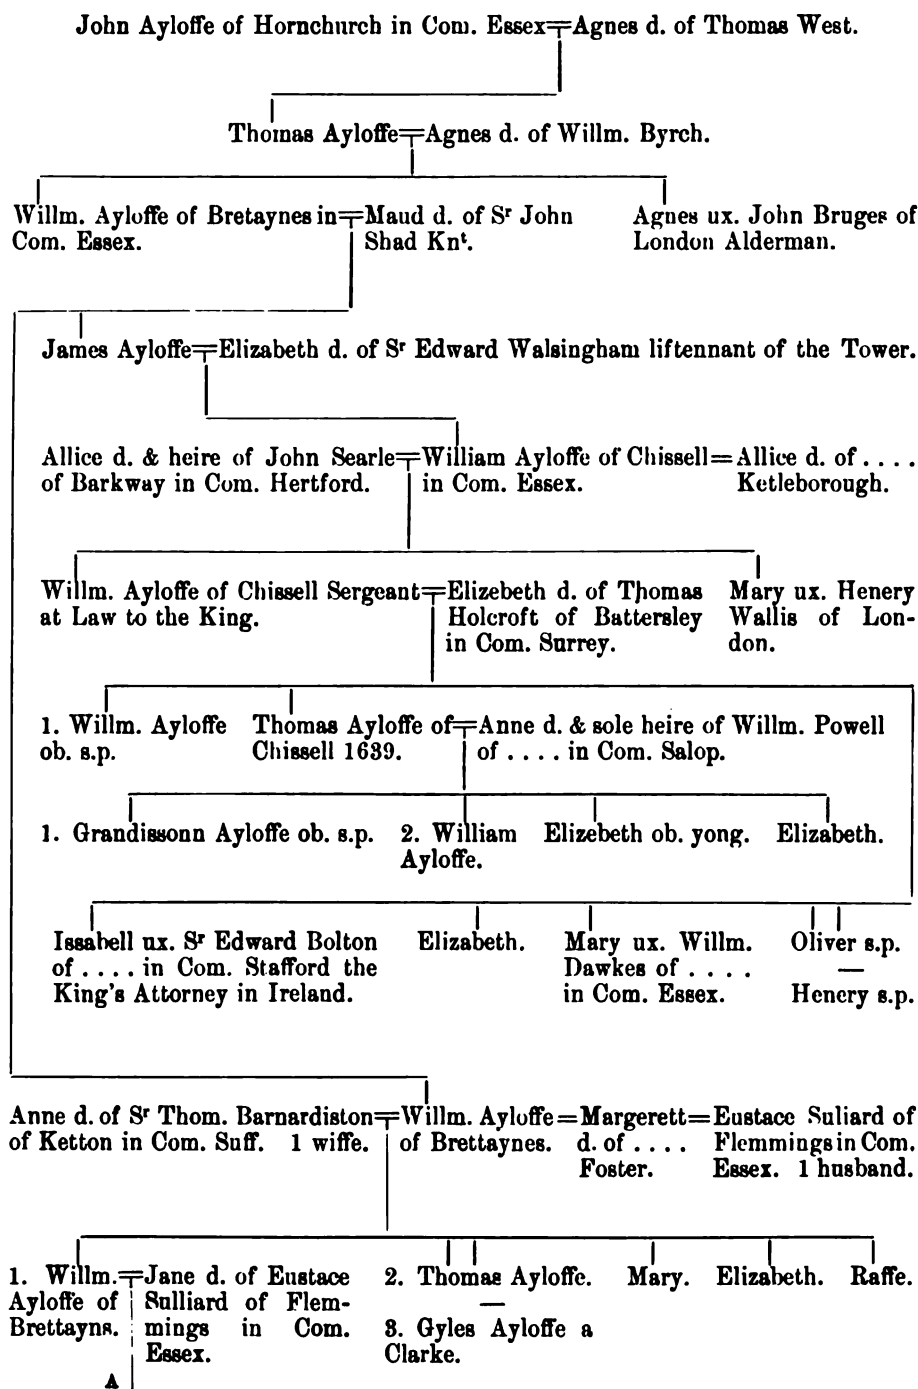 John Ayloffe of Hornchurch in Com. Essex=Agnes d. of Thomas West.
Thomas Ayloffe=Agnes d. of Willm. Byrch.
Willm. Ayloffe of Bretaynes in=Maud d. of Sʳ John
Com. Essex. Shad Knᵗ.
Agnes ux. John Bruges of
London Alderman.
James Ayloffe=Elizabeth d. of Sʳ Edward Walsingham liftennant of the Tower.
Allice d. & heire of John Searle=William Ayloffe of Chissell=Allice d. of . . . .
of Barkway in Com. Hertford. in Com. Essex. Ketleborough.
Willm. Ayloffe of Chissell Sergeant=Elizebeth d. of Thomas
at Law to the King. Holcroft of Battersley
in Com. Surrey.
Mary ux. Henery
Wallis of Lon-
don.
1. Willm. Ayloffe
ob. s.p.
Thomas Ayloffe of=Anne d. & sole heire of Willm. Powell
Chissell 1639. of . . . . in Com. Salop.
1. Grandissonn Ayloffe ob. s.p.
2. William
Ayloffe.
Elizebeth ob. yong.
Elizabeth.
Issabell ux. Sʳ Edward Bolton
of . . . . in Com. Stafford the
King's Attorney in Ireland.
Elizabeth.
Mary ux. Willm.
Dawkes of . . . .
in Com. Essex.
Oliver s.p.
—
Henery s.p.
Anne d. of Sʳ Thom. Barnardiston=Willm. Ayloffe=Margerett=Eustace Suliard of
of Ketton in Com. Suff. 1 wiffe. of Brettaynes. d. of . . . . Flemmings in Com.
Foster. Essex. 1 husband.
1. Willm.=Jane d. of Eustace
Ayloffe of Sulliard of Flem-
Brettayns. mings in Com.
Essex.
2. Thomas Ayloffe.
—
3. Gyles Ayloffe a
Clarke.
Mary.
Elizabeth.
Raffe.
A